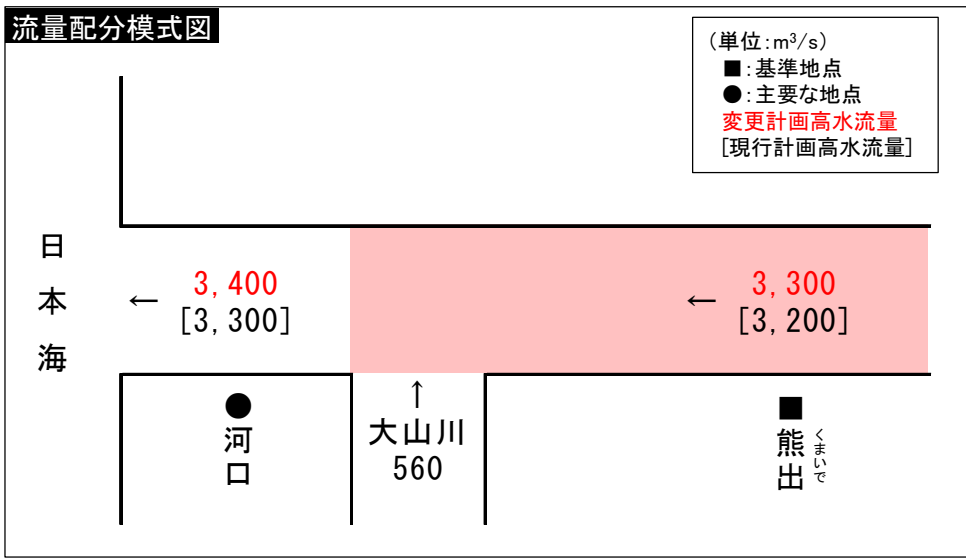 流量配分模式図
(単位:m³/s)
■:基準地点
●:主要な地点
変更計画高水流量
[現行計画高水流量]
日本海
← 3,400
[3,300]
← 3,300
[3,200]
●河口
↑
大山川
560
■熊出
くまいで